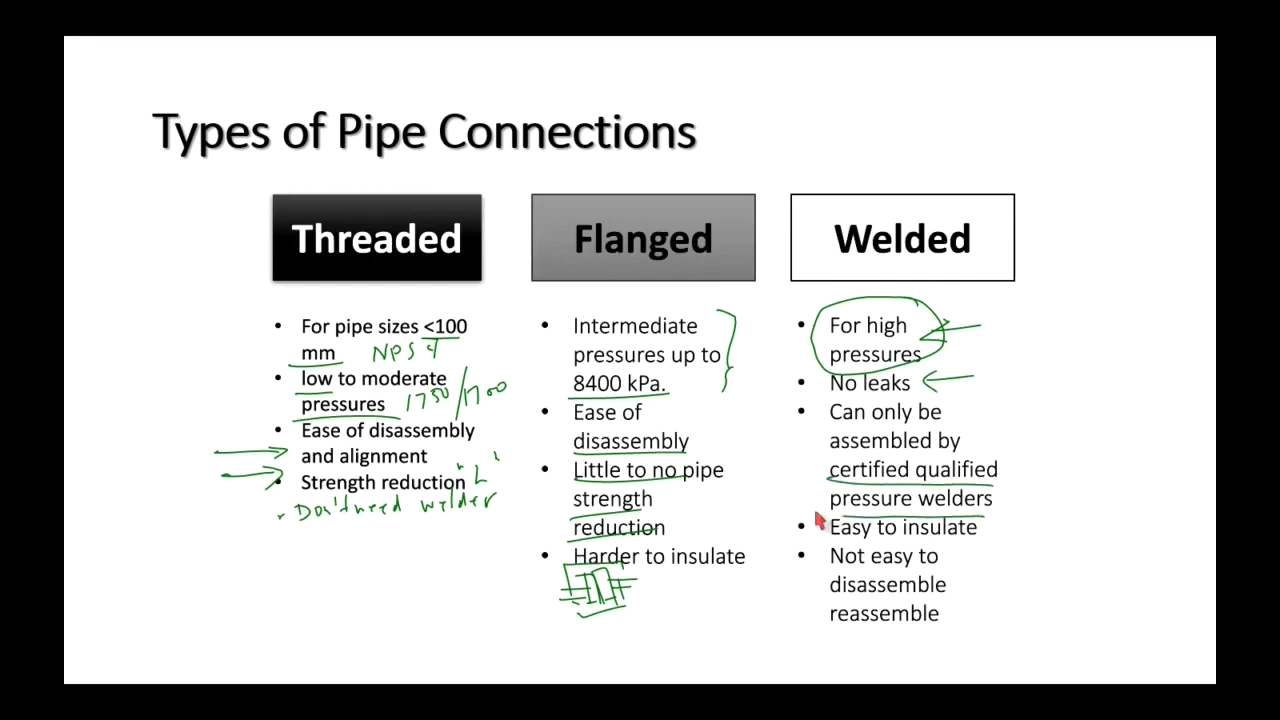 Types of Pipe Connections
Threaded
• For pipe sizes <100
mm NPS 4
• low to moderate
pressures 1750/1700
• Ease of disassembly
and alignment
• Strength reduction "L"
• Don't need welder
Flanged
• Intermediate
pressures up to
8400 kPa.
• Ease of
disassembly
• Little to no pipe
strength
reduction
• Harder to insulate
Welded
• For high
pressures
• No leaks
• Can only be
assembled by
certified qualified
pressure welders
• Easy to insulate
• Not easy to
disassemble
reassemble